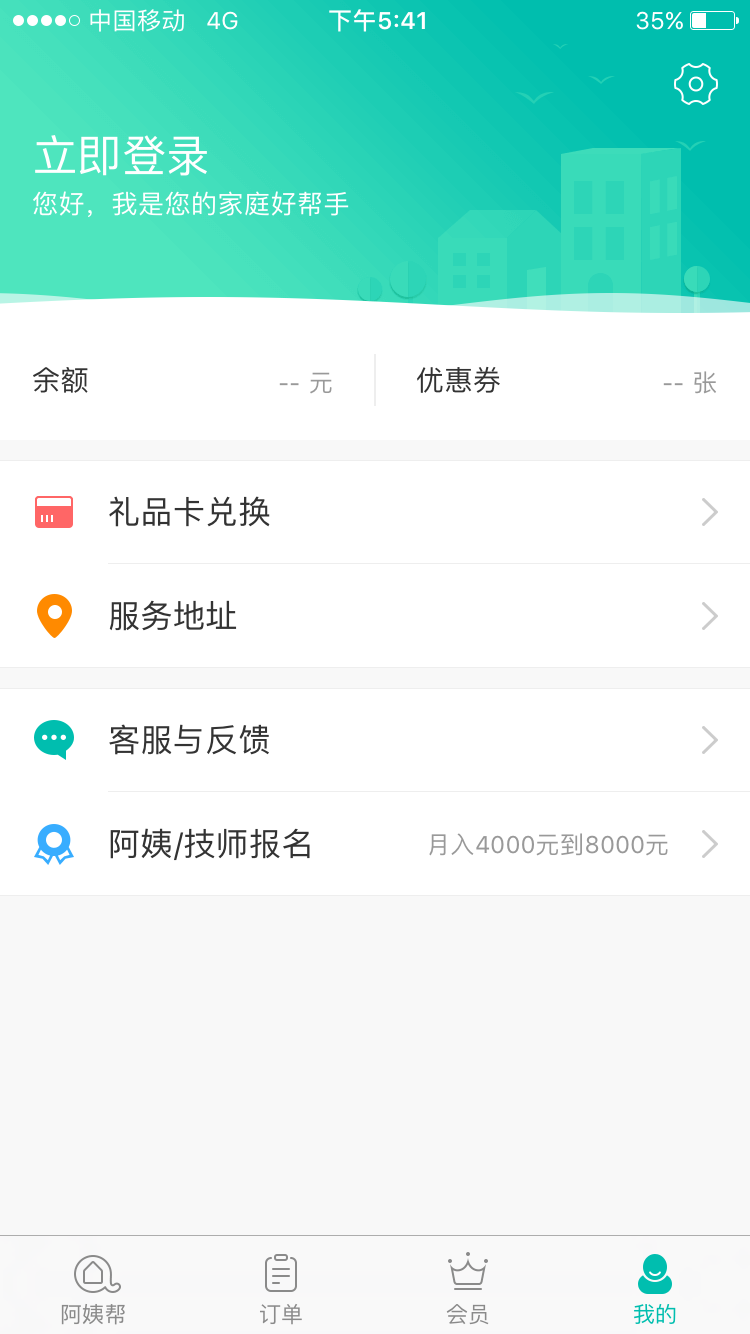 中国移动 4G 下午5:41 35%
立即登录
您好，我是您的家庭好帮手
余额 -- 元 优惠券 -- 张
礼品卡兑换
服务地址
客服与反馈
阿姨/技师报名 月入4000元到8000元
阿姨帮 订单 会员 我的